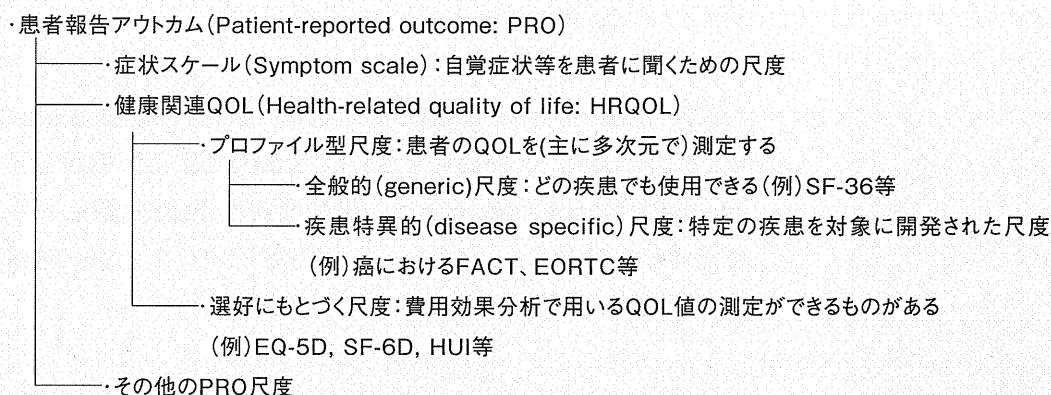 ・患者報告アウトカム(Patient-reported outcome: PRO)
・症状スケール(Symptom scale):自覚症状等を患者に聞くための尺度
・健康関連QOL(Health-related quality of life: HRQOL)
・プロファイル型尺度:患者のQOLを(主に多次元で)測定する
・全般的(generic)尺度:どの疾患でも使用できる(例)SF-36等
・疾患特異的(disease specific)尺度:特定の疾患を対象に開発された尺度
(例)癌におけるFACT、EORTC等
・選好にもとづく尺度:費用効果分析で用いるQOL値の測定ができるものがある
(例)EQ-5D, SF-6D, HUI等
・その他のPRO尺度